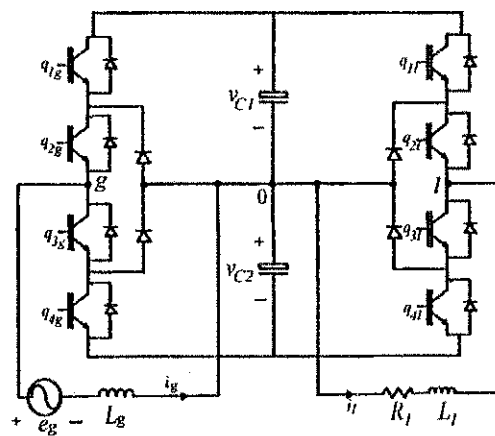 q1g
+
vC1
−
q1l
q2g
q2l
g
0
l
q3g
+
vC2
−
q3l
q4g
q4l
+ eg −
Lg
ig
il
Rl
Ll